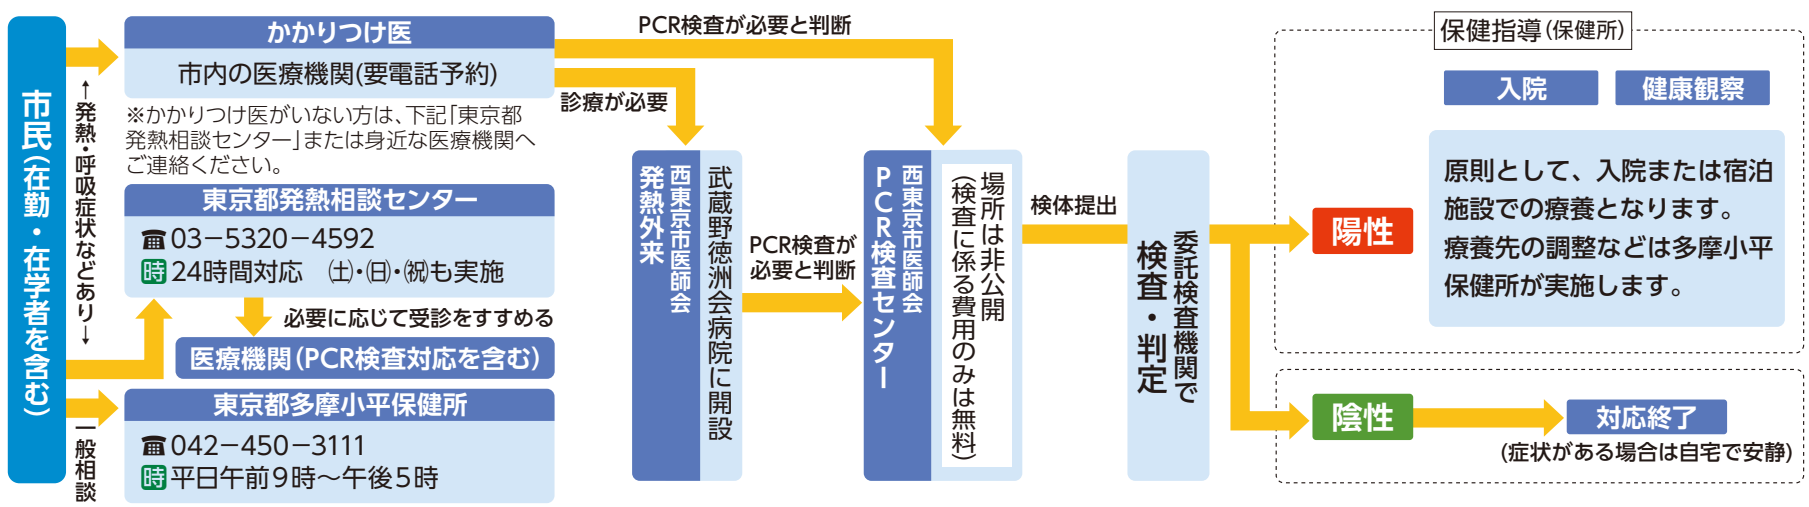 市民(在勤・在学者を含む)
←発熱・呼吸症状などあり→
かかりつけ医
市内の医療機関(要電話予約)
※かかりつけ医がいない方は、下記「東京都
発熱相談センター」または身近な医療機関へ
ご連絡ください。
東京都発熱相談センター
☎03－5320－4592
時24時間対応　㈯・㈰・㈷も実施
必要に応じて受診をすすめる
医療機関(PCR検査対応を含む)
一般相談
東京都多摩小平保健所
☎042－450－3111
時平日午前9時～午後5時
PCR検査が必要と判断
診療が必要
西東京市医師会
発熱外来
武蔵野徳洲会病院に開設
PCR検査が
必要と判断
西東京市医師会
PCR検査センター
場所は非公開
(検査に係る費用のみは無料)
検体提出
委託検査機関で
検査・判定
保健指導(保健所)
入院
健康観察
陽性
原則として、入院または宿泊
施設での療養となります。
療養先の調整などは多摩小平
保健所が実施します。
陰性
対応終了
(症状がある場合は自宅で安静)